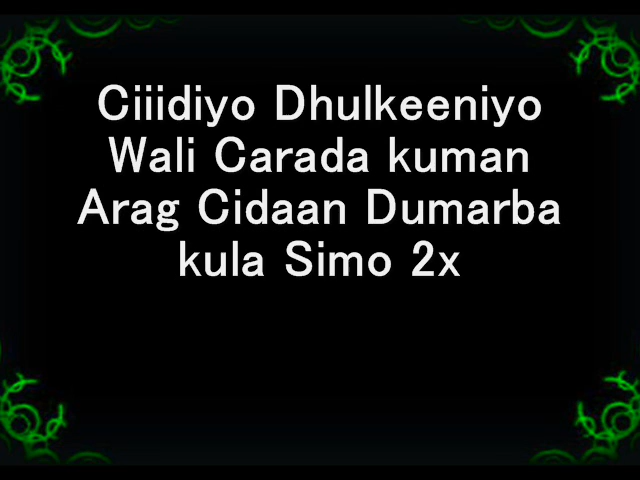 Ciiidiyo Dhulkeeniyo
Wali Carada kuman
Arag Cidaan Dumarba
kula Simo 2x